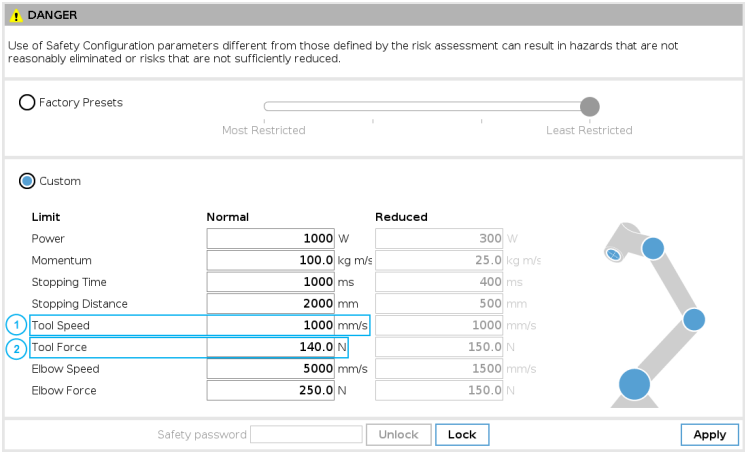 DANGER
Use of Safety Configuration parameters different from those defined by the risk assessment can result in hazards that are not
reasonably eliminated or risks that are not sufficiently reduced.
Factory Presets
Most Restricted Least Restricted
Custom
Limit Normal Reduced
Power 1000 W 300 W
Momentum 100.0 kg m/s 25.0 kg m/s
Stopping Time 1000 ms 400 ms
Stopping Distance 2000 mm 500 mm
1 Tool Speed 1000 mm/s 1000 mm/s
2 Tool Force 140.0 N 150.0 N
Elbow Speed 5000 mm/s 1500 mm/s
Elbow Force 250.0 N 150.0 N
Safety password Unlock Lock Apply